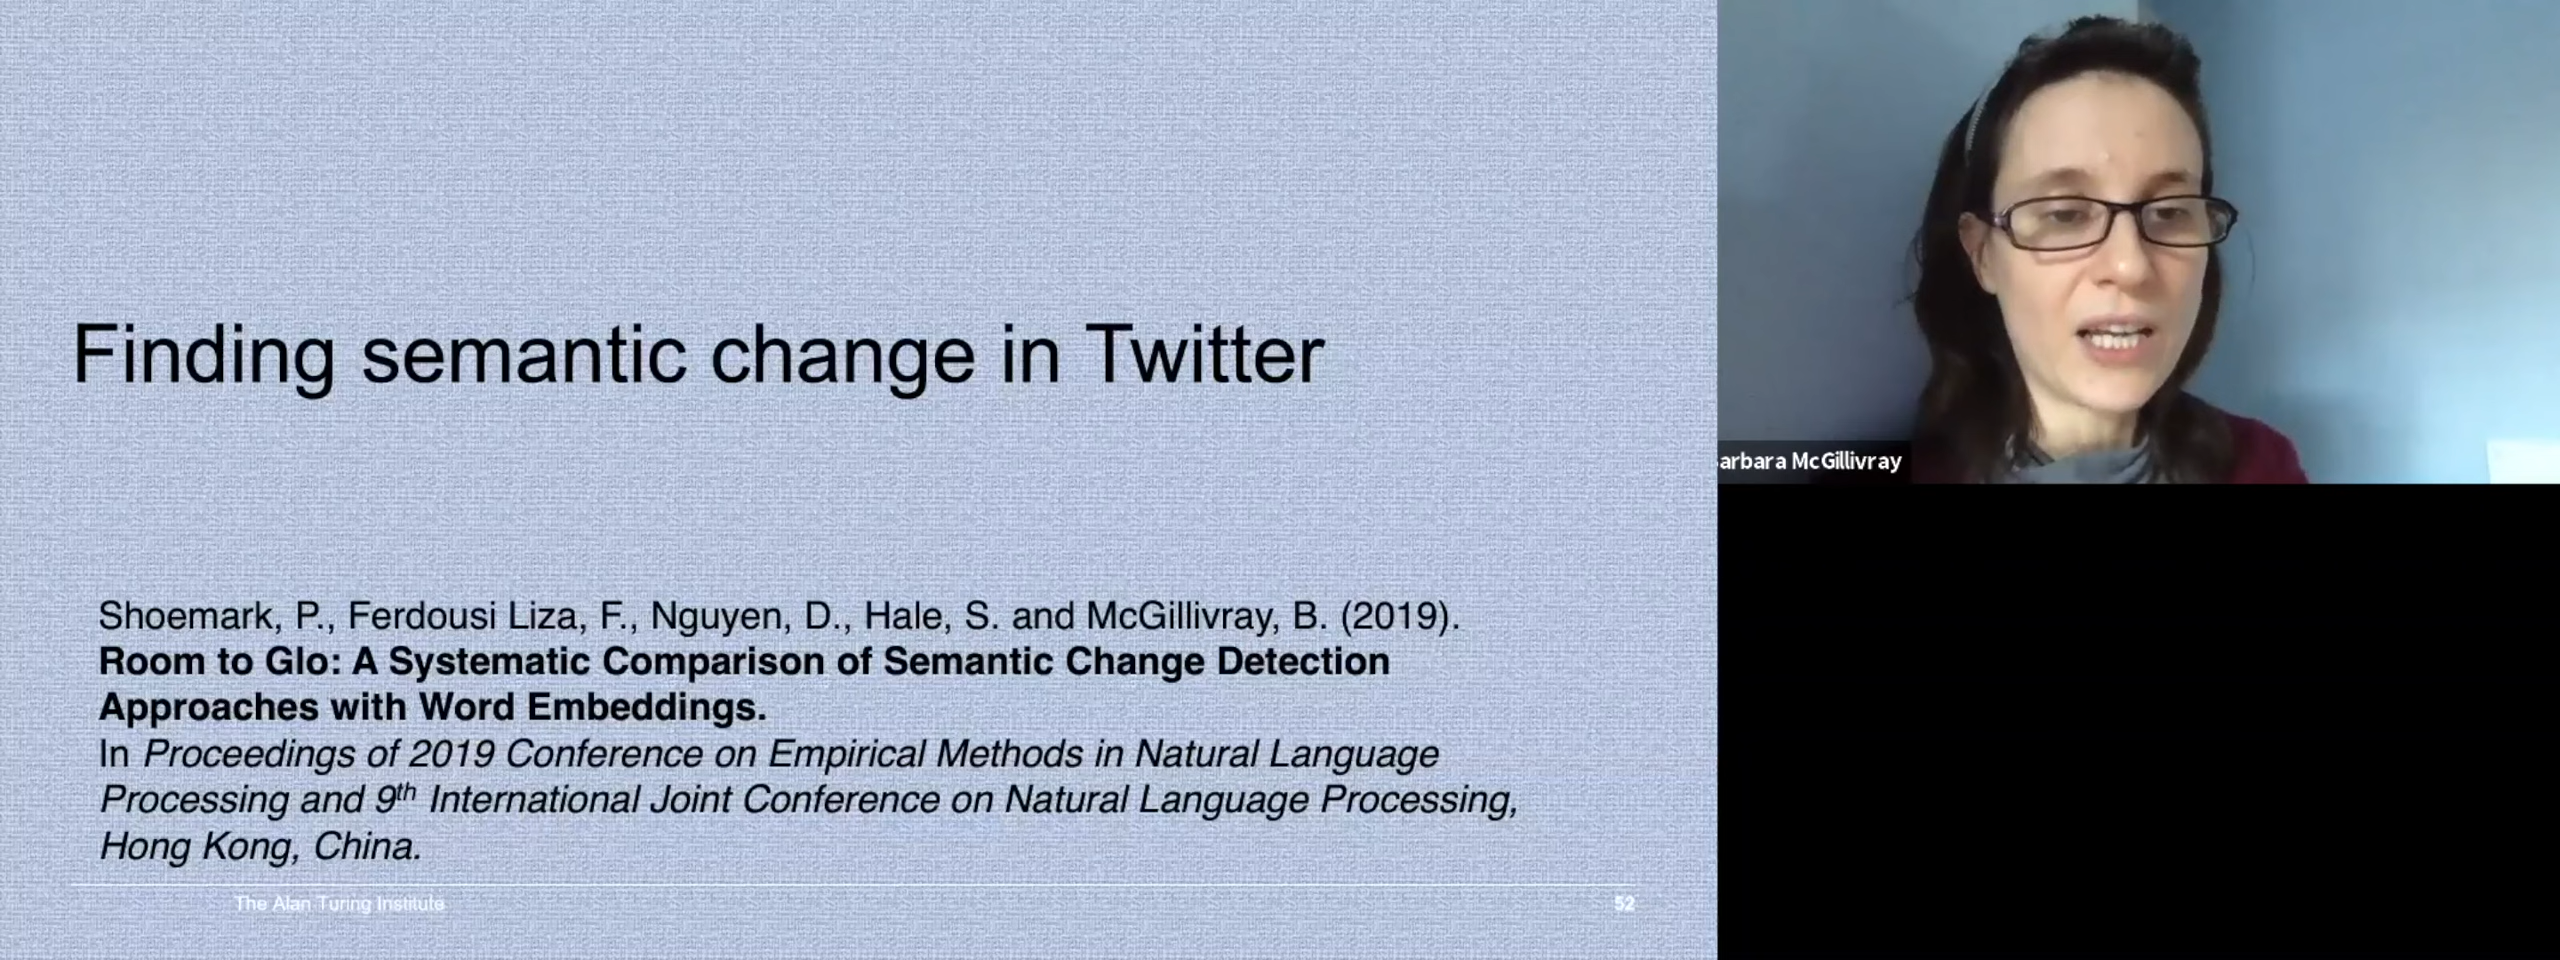 Finding semantic change in Twitter
Shoemark, P., Ferdousi Liza, F., Nguyen, D., Hale, S. and McGillivray, B. (2019).
Room to Glo: A Systematic Comparison of Semantic Change Detection
Approaches with Word Embeddings.
In Proceedings of 2019 Conference on Empirical Methods in Natural Language
Processing and 9th International Joint Conference on Natural Language Processing,
Hong Kong, China.
The Alan Turing Institute
52
arbara McGillivray